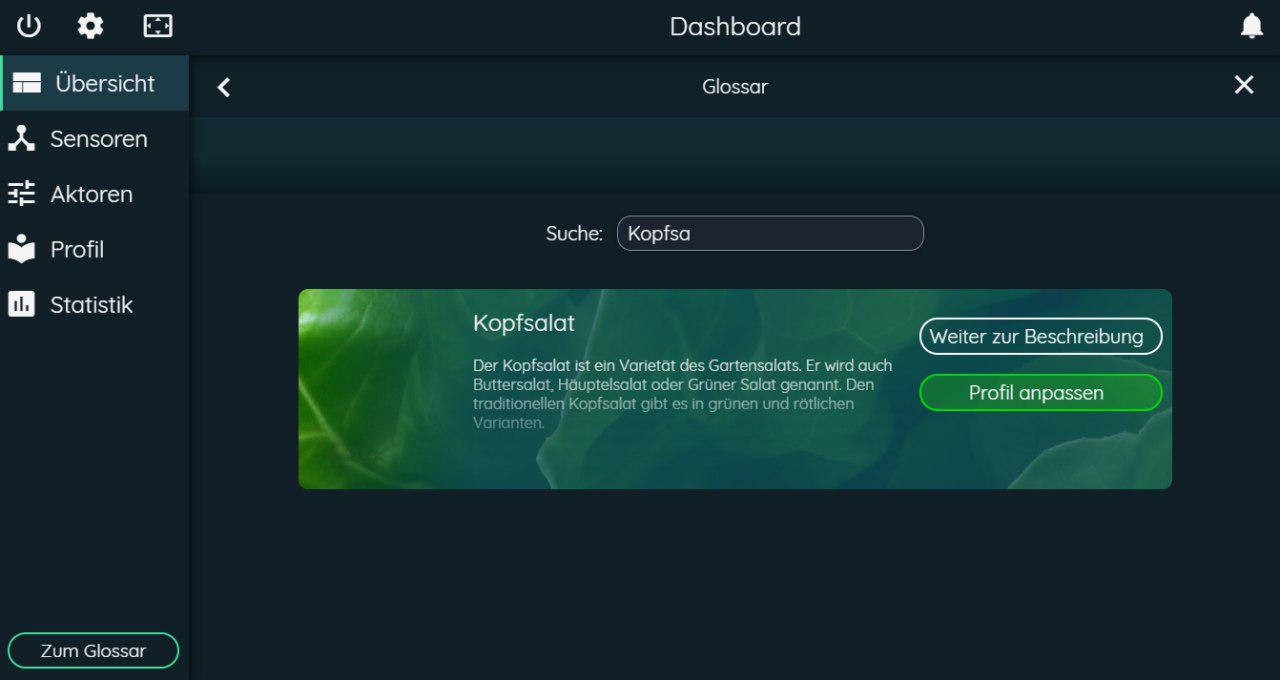 Dashboard
Übersicht
Glossar
Sensoren
Aktoren
Profil
Statistik
Suche: Kopfsa
Kopfsalat
Der Kopfsalat ist ein Varietät des Gartensalats. Er wird auch
Buttersalat, Häuptelsalat oder Grüner Salat genannt. Den
traditionellen Kopfsalat gibt es in grünen und rötlichen
Varianten.
Weiter zur Beschreibung
Profil anpassen
Zum Glossar